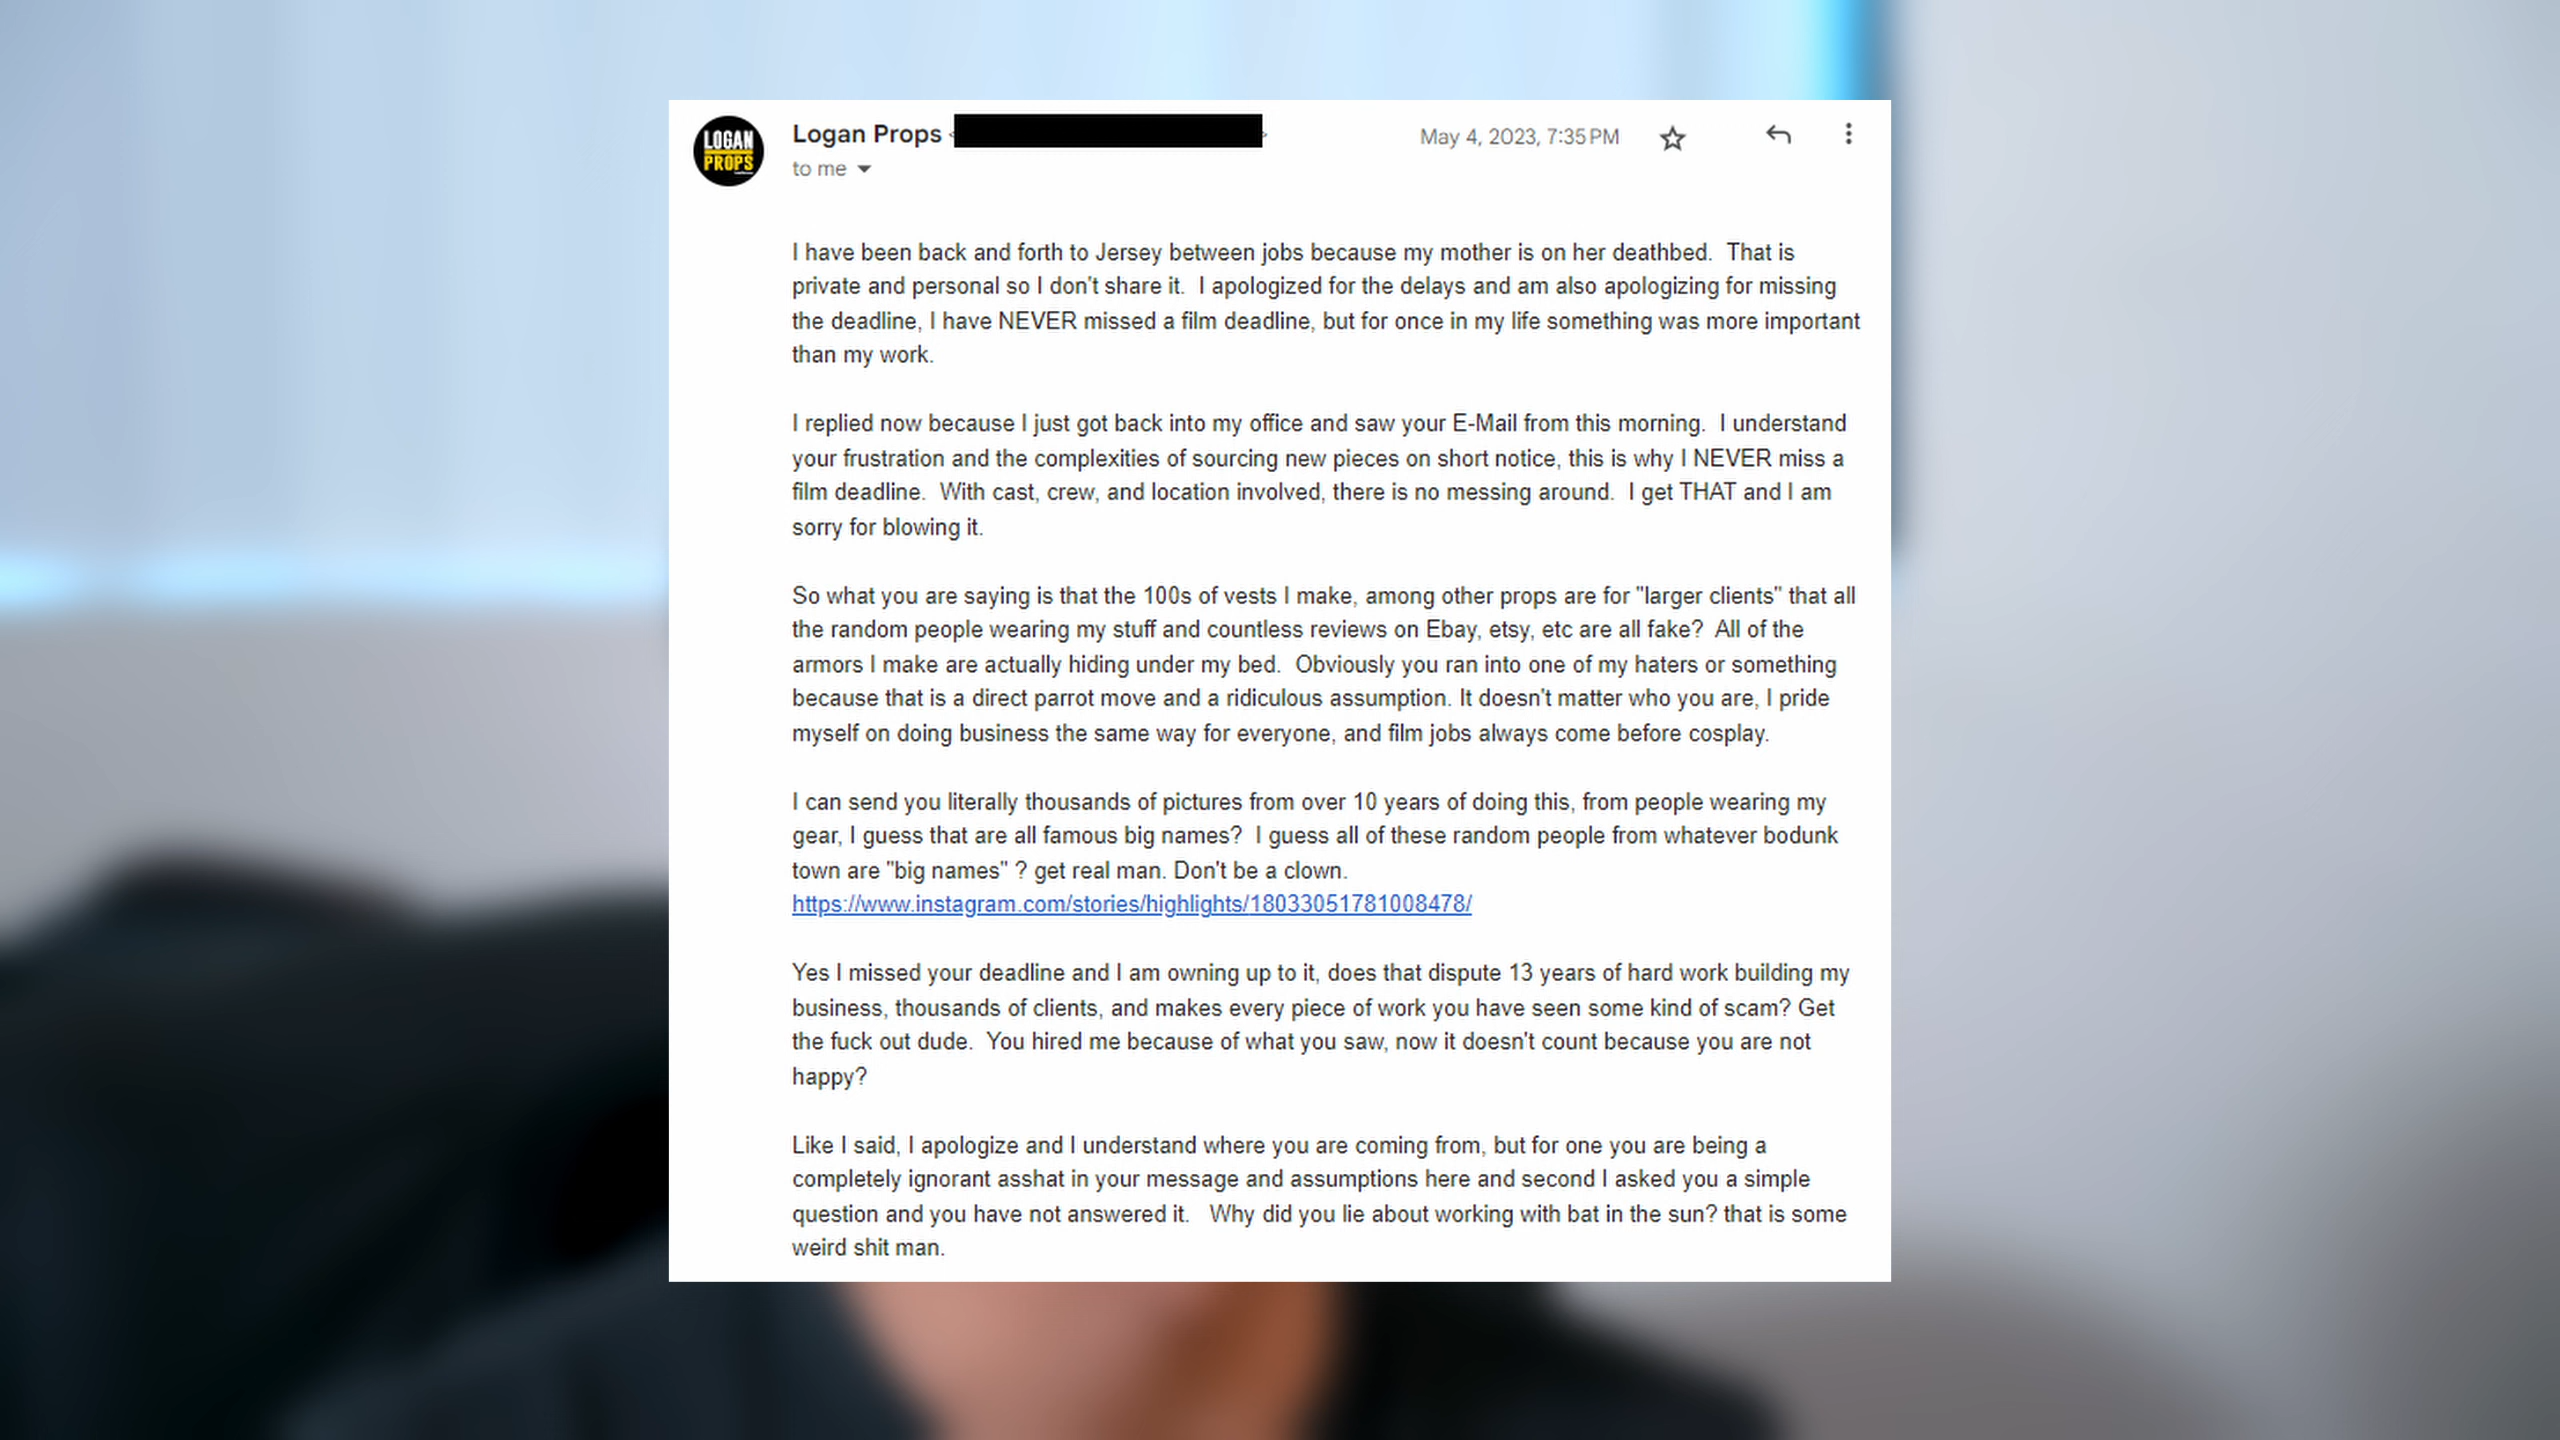 LOGAN
PROPS
Logan Props
May 4, 2023, 7:35 PM
to me
I have been back and forth to Jersey between jobs because my mother is on her deathbed.  That is
private and personal so I don't share it.  I apologized for the delays and am also apologizing for missing
the deadline, I have NEVER missed a film deadline, but for once in my life something was more important
than my work.
I replied now because I just got back into my office and saw your E-Mail from this morning.  I understand
your frustration and the complexities of sourcing new pieces on short notice, this is why I NEVER miss a
film deadline.  With cast, crew, and location involved, there is no messing around.  I get THAT and I am
sorry for blowing it.
So what you are saying is that the 100s of vests I make, among other props are for "larger clients" that all
the random people wearing my stuff and countless reviews on Ebay, etsy, etc are all fake?  All of the
armors I make are actually hiding under my bed.  Obviously you ran into one of my haters or something
because that is a direct parrot move and a ridiculous assumption. It doesn't matter who you are, I pride
myself on doing business the same way for everyone, and film jobs always come before cosplay.
I can send you literally thousands of pictures from over 10 years of doing this, from people wearing my
gear, I guess that are all famous big names?  I guess all of these random people from whatever bodunk
town are "big names" ? get real man. Don't be a clown.
https://www.instagram.com/stories/highlights/18033051781008478/
Yes I missed your deadline and I am owning up to it, does that dispute 13 years of hard work building my
business, thousands of clients, and makes every piece of work you have seen some kind of scam? Get
the fuck out dude.  You hired me because of what you saw, now it doesn't count because you are not
happy?
Like I said, I apologize and I understand where you are coming from, but for one you are being a
completely ignorant asshat in your message and assumptions here and second I asked you a simple
question and you have not answered it.   Why did you lie about working with bat in the sun? that is some
weird shit man.